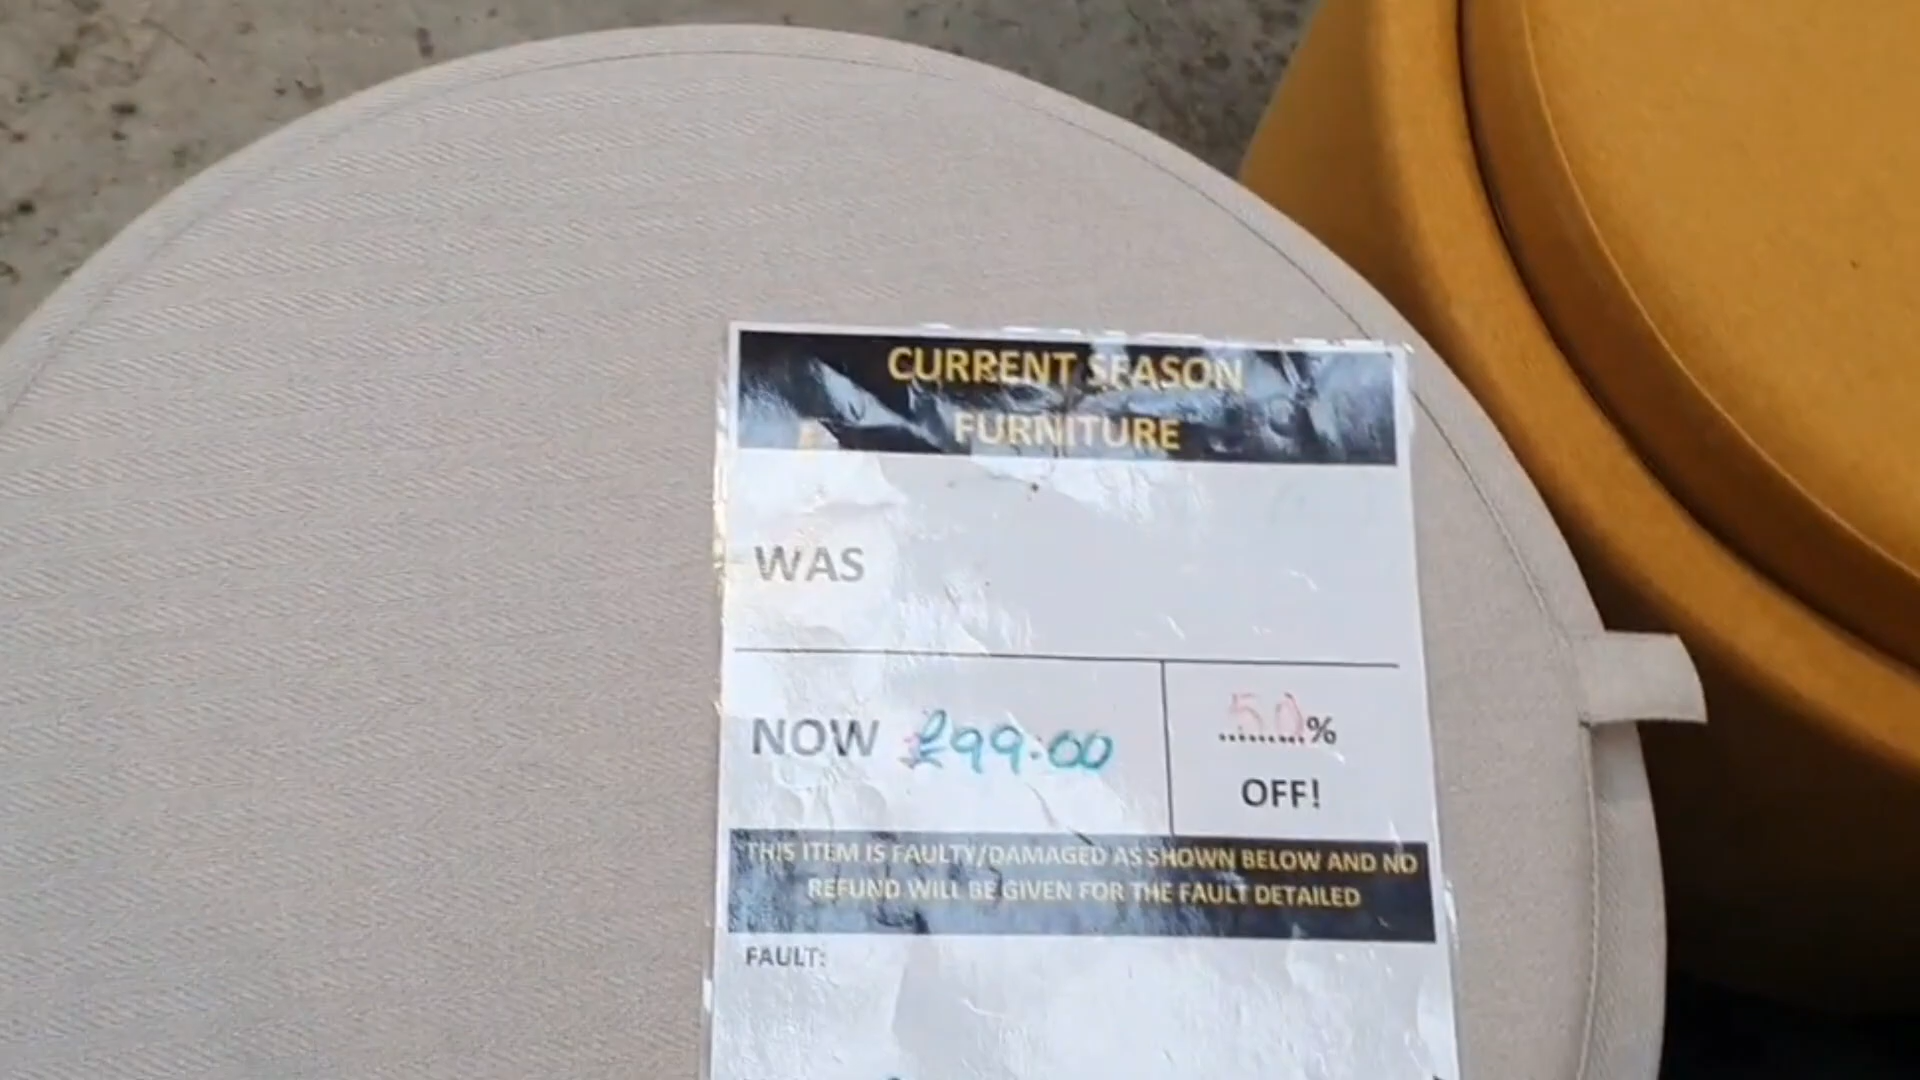 CURRENT SEASON
FURNITURE
WAS
NOW £99.00
50%
OFF!
THIS ITEM IS FAULTY/DAMAGED AS SHOWN BELOW AND NO
REFUND WILL BE GIVEN FOR THE FAULT DETAILED
FAULT: